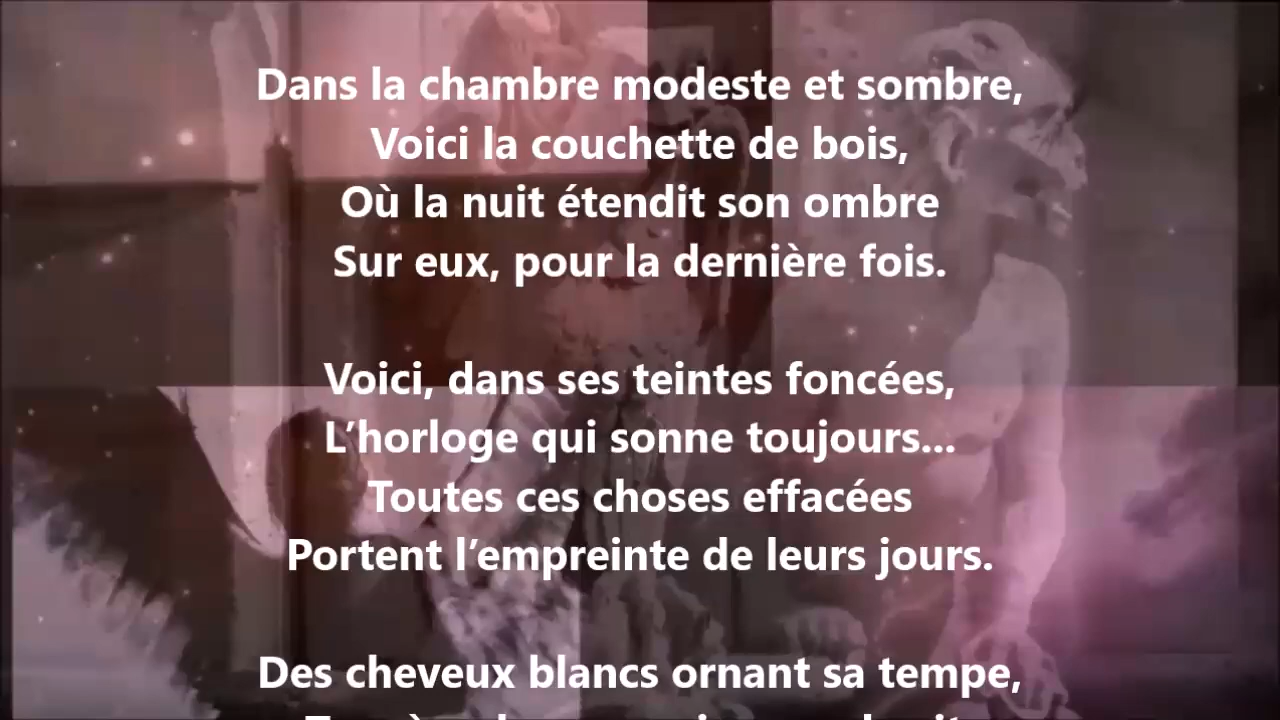 Dans la chambre modeste et sombre,
Voici la couchette de bois,
Où la nuit étendit son ombre
Sur eux, pour la dernière fois.
Voici, dans ses teintes foncées,
L’horloge qui sonne toujours...
Toutes ces choses effacées
Portent l’empreinte de leurs jours.
Des cheveux blancs ornant sa tempe,